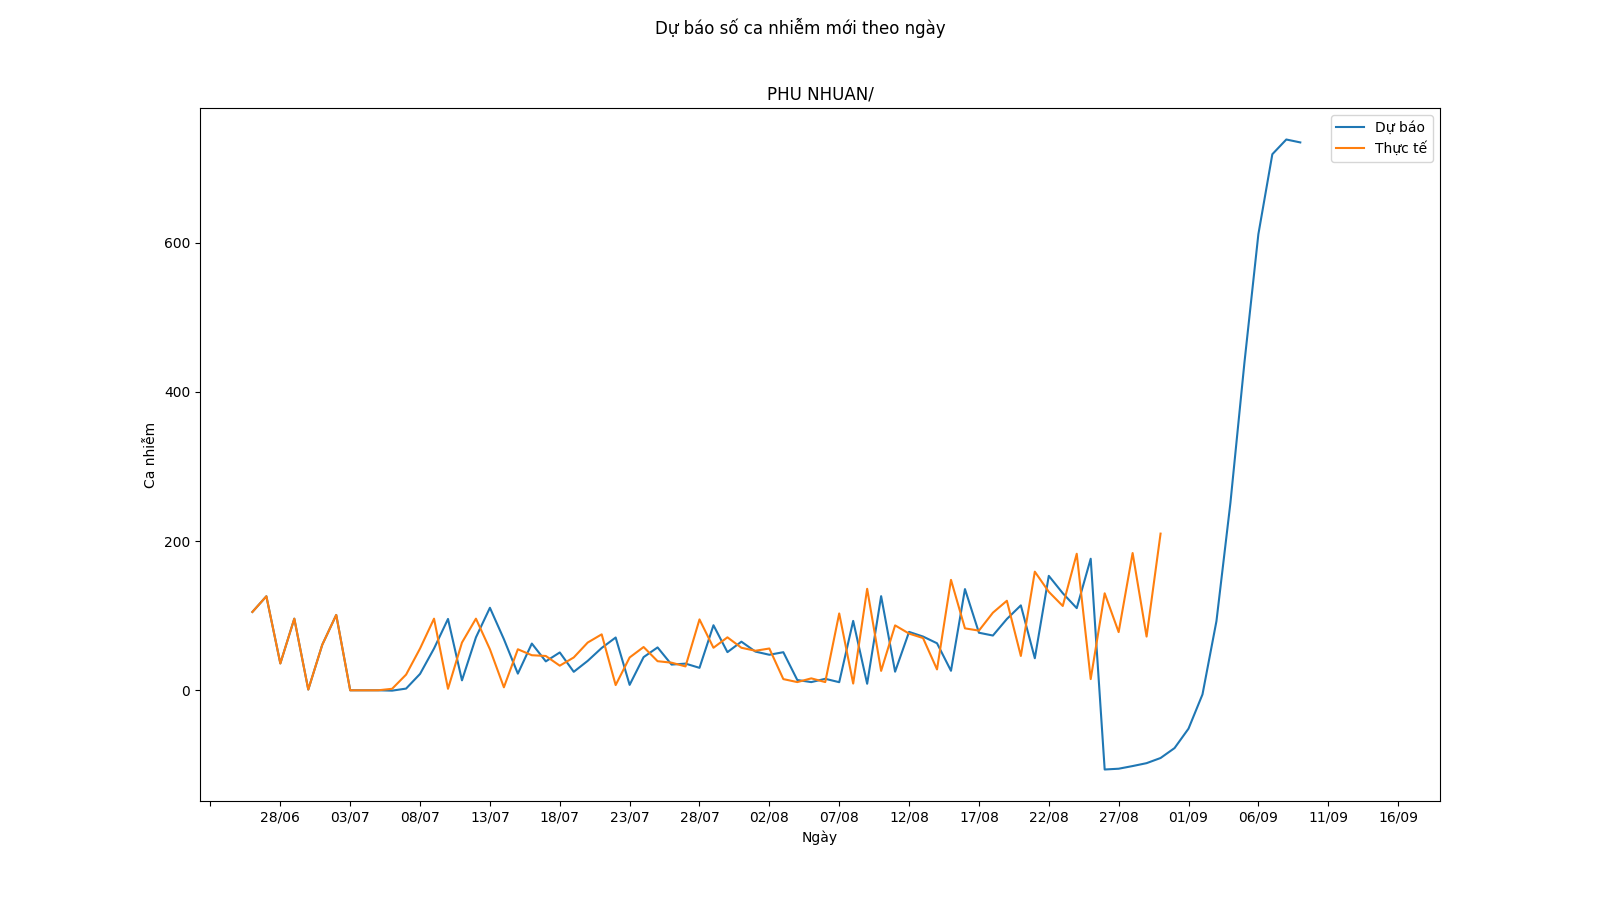 Dự báo số ca nhiễm mới theo ngày
PHU NHUAN/
Dự báo
Thực tế
600
400
200
0
Ca nhiễm
28/06 03/07 08/07 13/07 18/07 23/07 28/07 02/08 07/08 12/08 17/08 22/08 27/08 01/09 06/09 11/09 16/09
Ngày